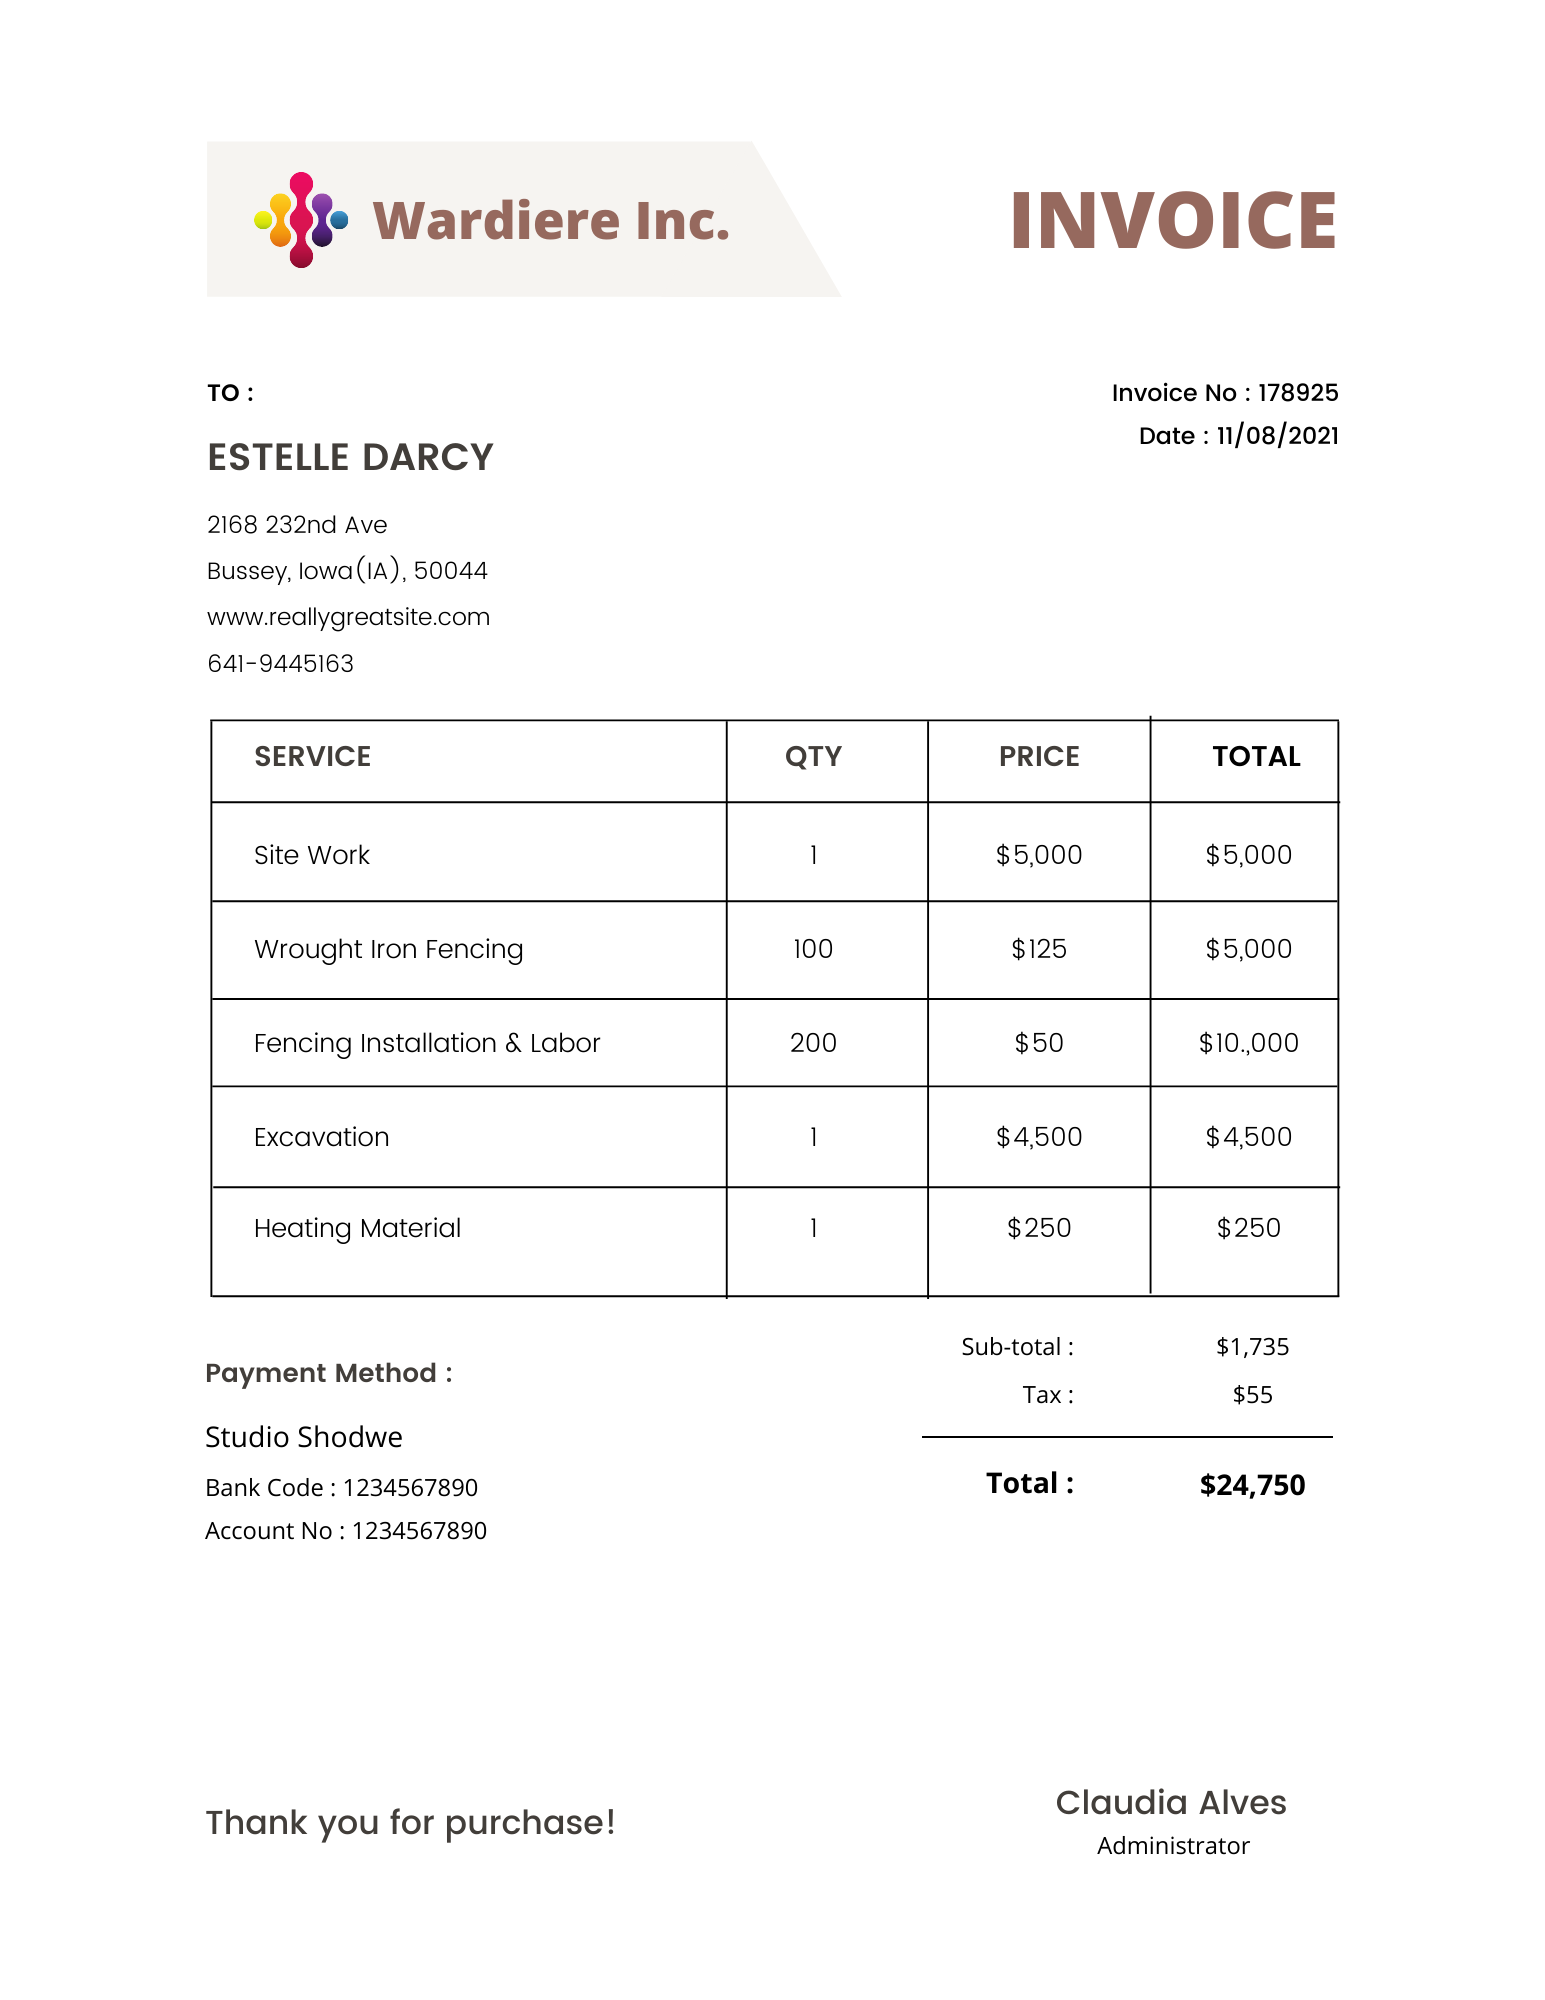 Wardiere Inc.
INVOICE
TO :
Invoice No : 178925
Date : 11/08/2021
ESTELLE DARCY
2168 232nd Ave
Bussey, Iowa(IA), 50044
www.reallygreatsite.com
641-9445163
SERVICE QTY PRICE TOTAL
Site Work 1 $5,000 $5,000
Wrought Iron Fencing 100 $125 $5,000
Fencing Installation & Labor 200 $50 $10.,000
Excavation 1 $4,500 $4,500
Heating Material 1 $250 $250
Sub-total : $1,735
Tax : $55
Total : $24,750
Payment Method :
Studio Shodwe
Bank Code : 1234567890
Account No : 1234567890
Thank you for purchase!
Claudia Alves
Administrator